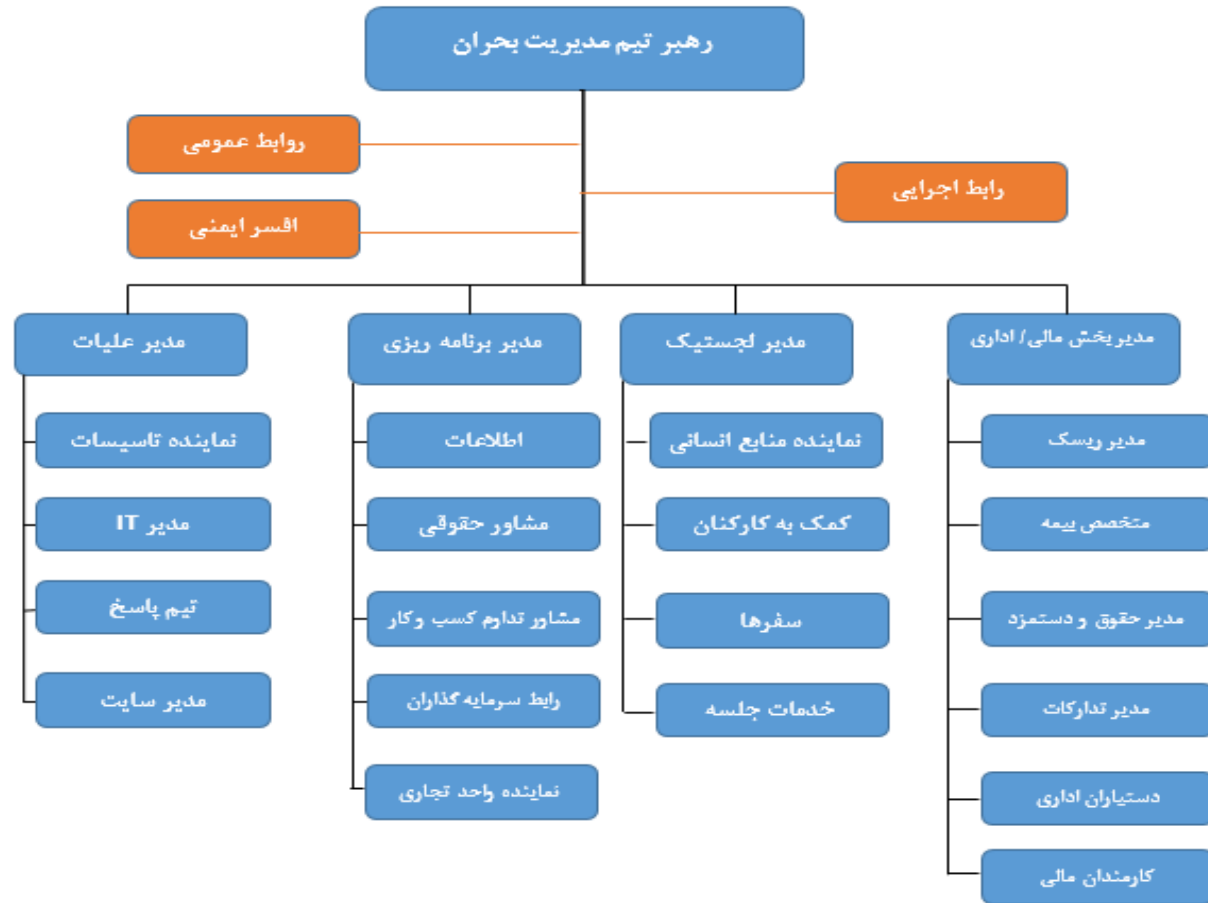 رهبر تیم مدیریت بحران
روابط عمومی
رابط اجرایی
افسر ایمنی
مدیر بخش مالی/ اداری
مدیر ریسک
متخصص بیمه
مدیر حقوق و دستمزد
مدیر تدارکات
دستیاران اداری
کارمندان مالی
مدیر لجستیک
نماینده منابع انسانی
کمک به کارکنان
سفرها
خدمات جلسه
مدیر برنامه ریزی
اطلاعات
مشاور حقوقی
مشاور تداوم کسب و کار
رابط سرمایه گذاران
نماینده واحد تجاری
مدیر علیات
نماینده تاسیسات
مدیر IT
تیم پاسخ
مدیر سایت